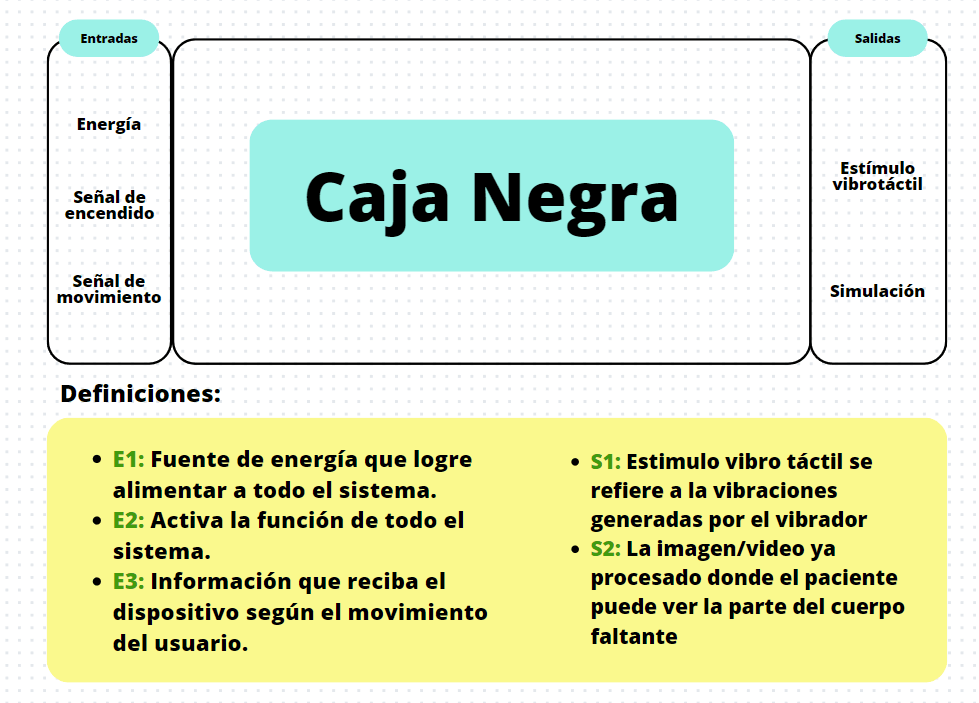 Entradas
Salidas
Energía
Señal de
encendido
Señal de
movimiento
Caja Negra
Estímulo
vibrotáctil
Simulación
Definiciones:
E1: Fuente de energía que logre
alimentar a todo el sistema.
E2: Activa la función de todo el
sistema.
E3: Información que reciba el
dispositivo según el movimiento
del usuario.
S1: Estimulo vibro táctil se
refiere a la vibraciones
generadas por el vibrador
S2: La imagen/video ya
procesado donde el paciente
puede ver la parte del cuerpo
faltante